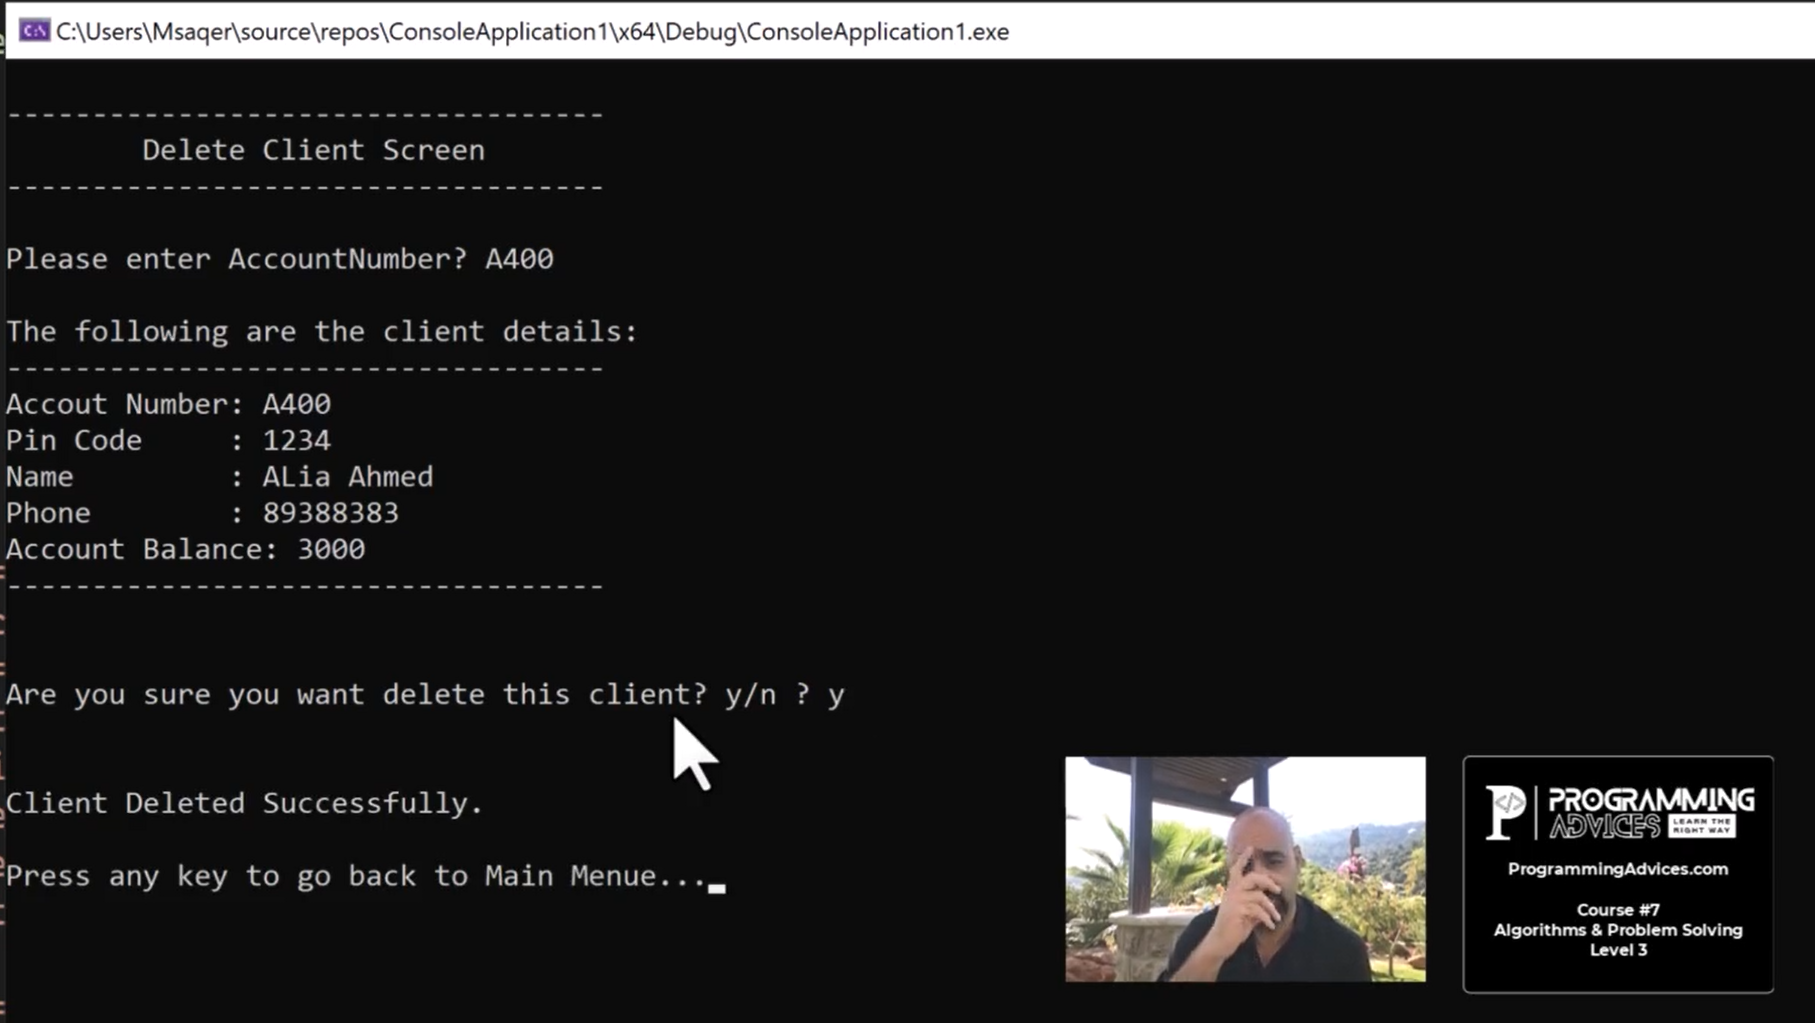 C:\Users\Msaqer\source\repos\ConsoleApplication1\x64\Debug\ConsoleApplication1.exe
-----------------------------------
Delete Client Screen
-----------------------------------
Please enter AccountNumber? A400
The following are the client details:
-----------------------------------
Accout Number: A400
Pin Code     : 1234
Name         : ALia Ahmed
Phone        : 89388383
Account Balance: 3000
-----------------------------------
Are you sure you want delete this client? y/n ? y
Client Deleted Successfully.
Press any key to go back to Main Menue...
PROGRAMMING
ADVICES LEARN THE RIGHT WAY
ProgrammingAdvices.com
Course #7
Algorithms & Problem Solving
Level 3